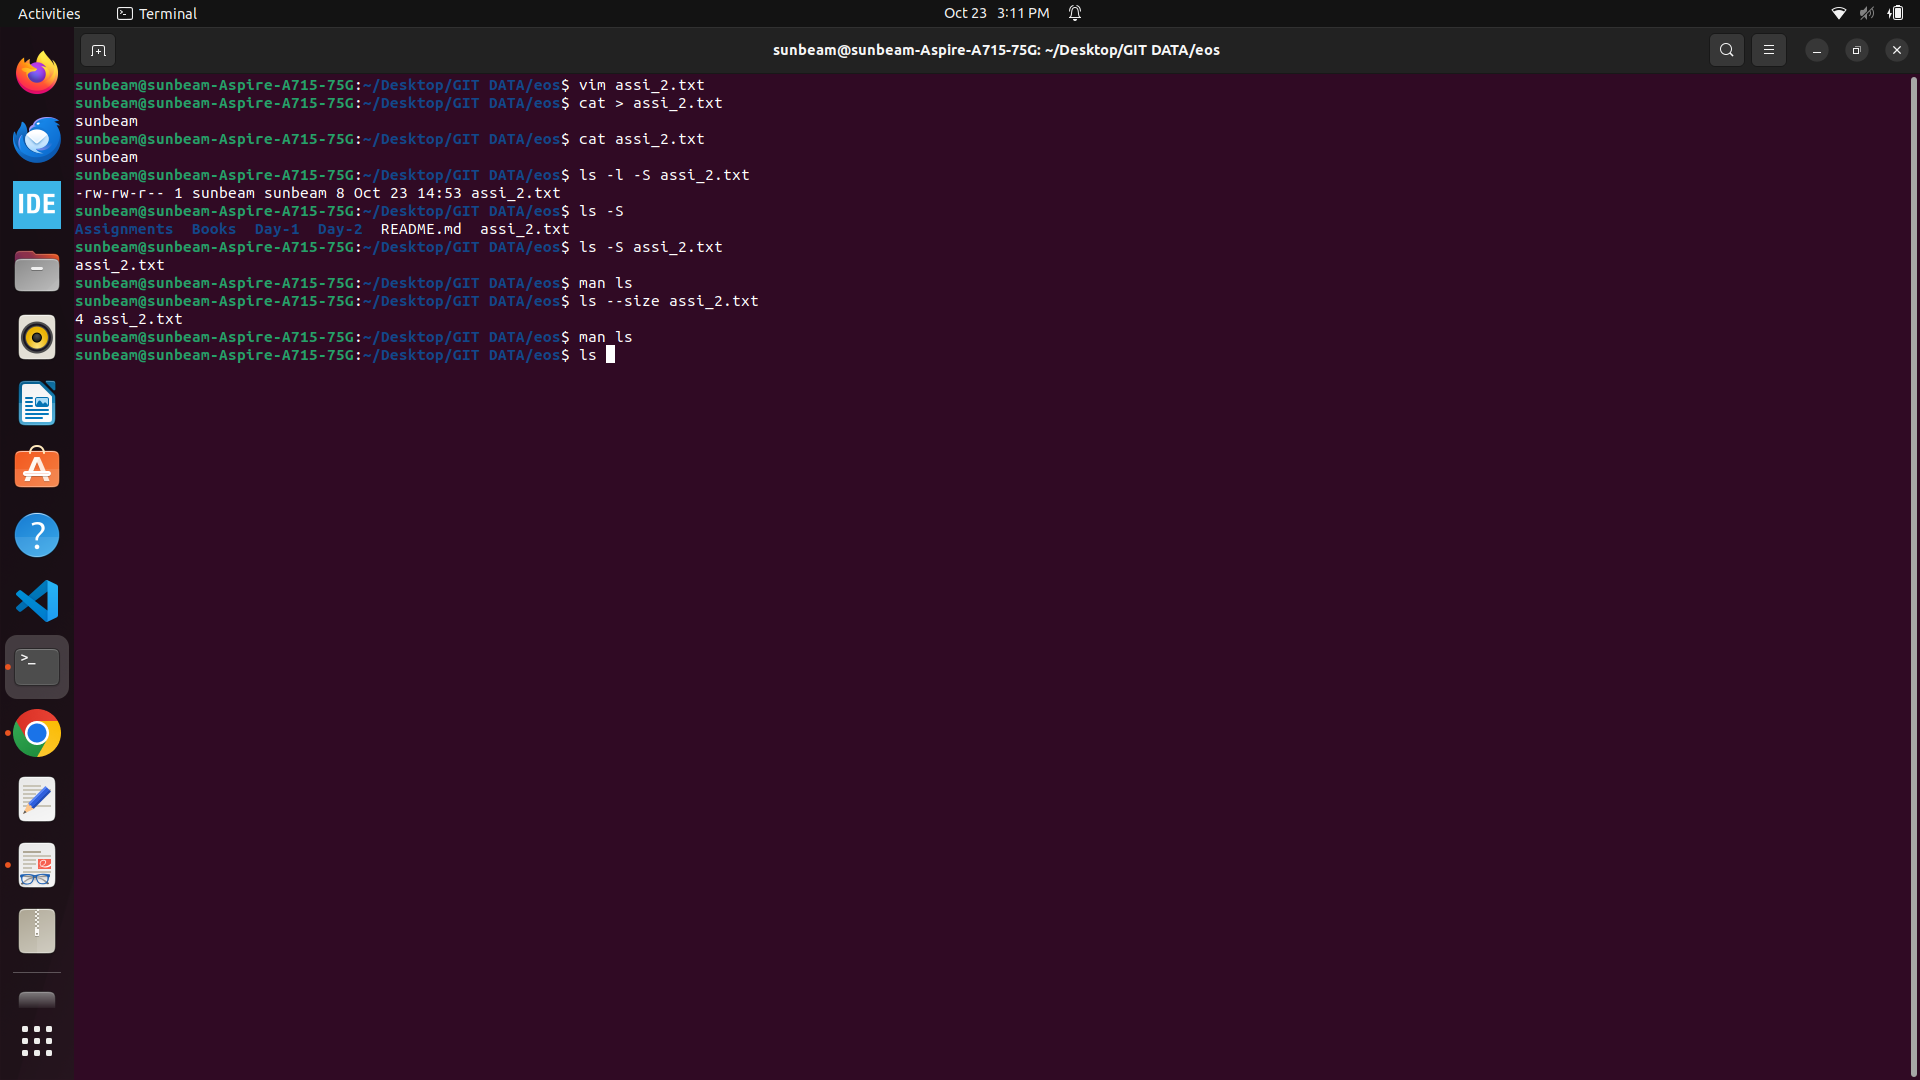 Activities Terminal Oct 23 3:11 PM
sunbeam@sunbeam-Aspire-A715-75G: ~/Desktop/GIT DATA/eos
sunbeam@sunbeam-Aspire-A715-75G:~/Desktop/GIT DATA/eos$ vim assi_2.txt
sunbeam@sunbeam-Aspire-A715-75G:~/Desktop/GIT DATA/eos$ cat > assi_2.txt
sunbeam
sunbeam@sunbeam-Aspire-A715-75G:~/Desktop/GIT DATA/eos$ cat assi_2.txt
sunbeam
sunbeam@sunbeam-Aspire-A715-75G:~/Desktop/GIT DATA/eos$ ls -l -S assi_2.txt
-rw-rw-r-- 1 sunbeam sunbeam 8 Oct 23 14:53 assi_2.txt
sunbeam@sunbeam-Aspire-A715-75G:~/Desktop/GIT DATA/eos$ ls -S
Assignments  Books  Day-1  Day-2  README.md  assi_2.txt
sunbeam@sunbeam-Aspire-A715-75G:~/Desktop/GIT DATA/eos$ ls -S assi_2.txt
assi_2.txt
sunbeam@sunbeam-Aspire-A715-75G:~/Desktop/GIT DATA/eos$ man ls
sunbeam@sunbeam-Aspire-A715-75G:~/Desktop/GIT DATA/eos$ ls --size assi_2.txt
4 assi_2.txt
sunbeam@sunbeam-Aspire-A715-75G:~/Desktop/GIT DATA/eos$ man ls
sunbeam@sunbeam-Aspire-A715-75G:~/Desktop/GIT DATA/eos$ ls
IDE